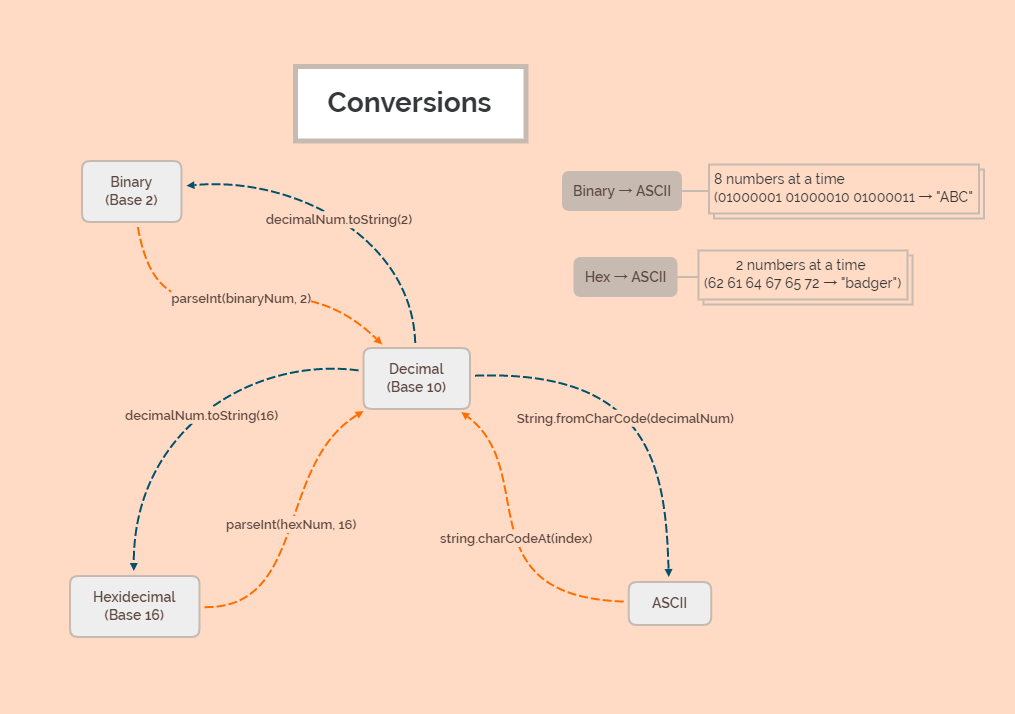 Conversions
Binary
(Base 2)
Binary → ASCII
8 numbers at a time
(01000001 01000010 01000011 → "ABC"
decimalNum.toString(2)
Hex → ASCII
2 numbers at a time
(62 61 64 67 65 72 → "badger")
parseInt(binaryNum, 2)
Decimal
(Base 10)
decimalNum.toString(16)
String.fromCharCode(decimalNum)
parseInt(hexNum, 16)
string.charCodeAt(index)
Hexidecimal
(Base 16)
ASCII